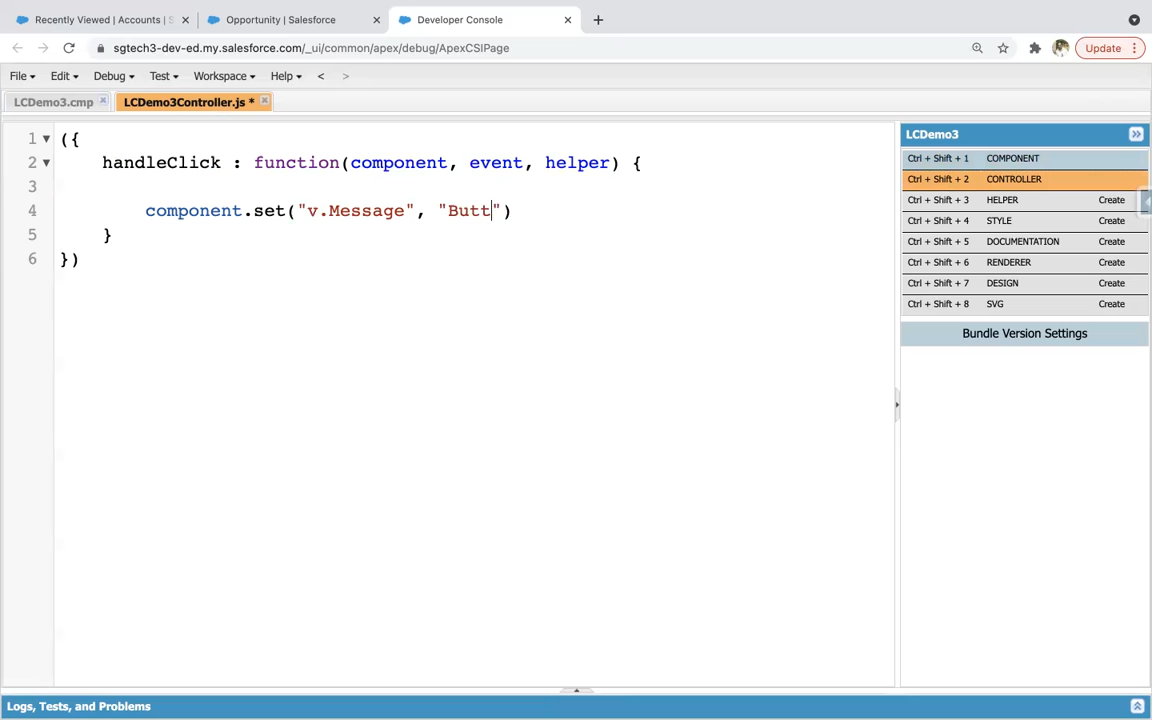 Recently Viewed | Accounts | S
Opportunity | Salesforce
Developer Console
sgtech3-dev-ed.my.salesforce.com/_ui/common/apex/debug/ApexCSIPage
Update
File Edit Debug Test Workspace Help < >
LCDemo3.cmp
LCDemo3Controller.js *
1 ({
2 handleClick : function(component, event, helper) {
3
4 component.set("v.Message", "Butt")
5 }
6 })
LCDemo3
Ctrl + Shift + 1 COMPONENT
Ctrl + Shift + 2 CONTROLLER
Ctrl + Shift + 3 HELPER Create
Ctrl + Shift + 4 STYLE Create
Ctrl + Shift + 5 DOCUMENTATION Create
Ctrl + Shift + 6 RENDERER Create
Ctrl + Shift + 7 DESIGN Create
Ctrl + Shift + 8 SVG Create
Bundle Version Settings
Logs, Tests, and Problems